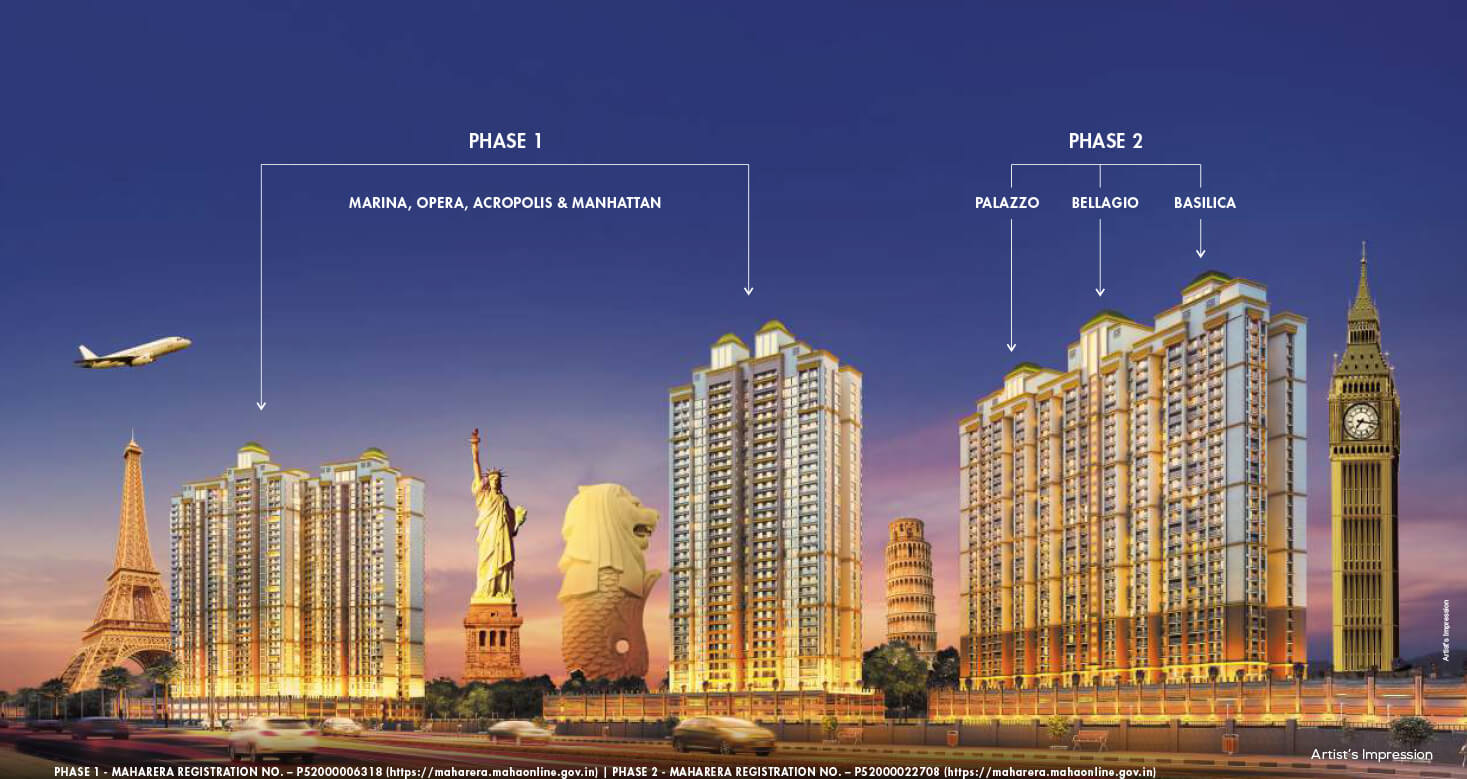 PHASE 1
PHASE 2
MARINA, OPERA, ACROPOLIS & MANHATTAN
PALAZZO
BELLAGIO
BASILICA
Artist's Impression
Artist's Impression
PHASE 1 - MAHARERA REGISTRATION NO. – P52000006318 (https://maharera.mahaonline.gov.in) | PHASE 2 - MAHARERA REGISTRATION NO. – P52000022708 (https://maharera.mahaonline.gov.in)